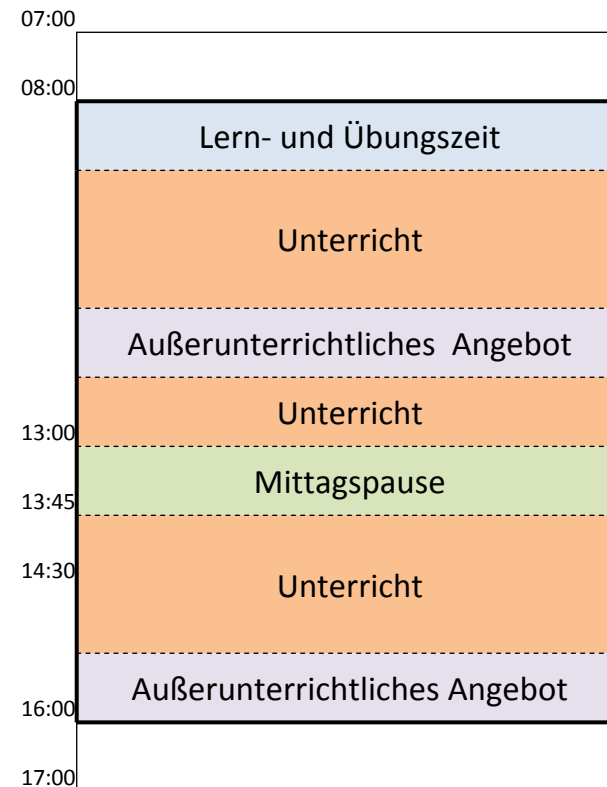 07:00
08:00
Lern- und Übungszeit
Unterricht
Außerunterrichtliches Angebot
Unterricht
13:00
Mittagspause
13:45
14:30
Unterricht
Außerunterrichtliches Angebot
16:00
17:00